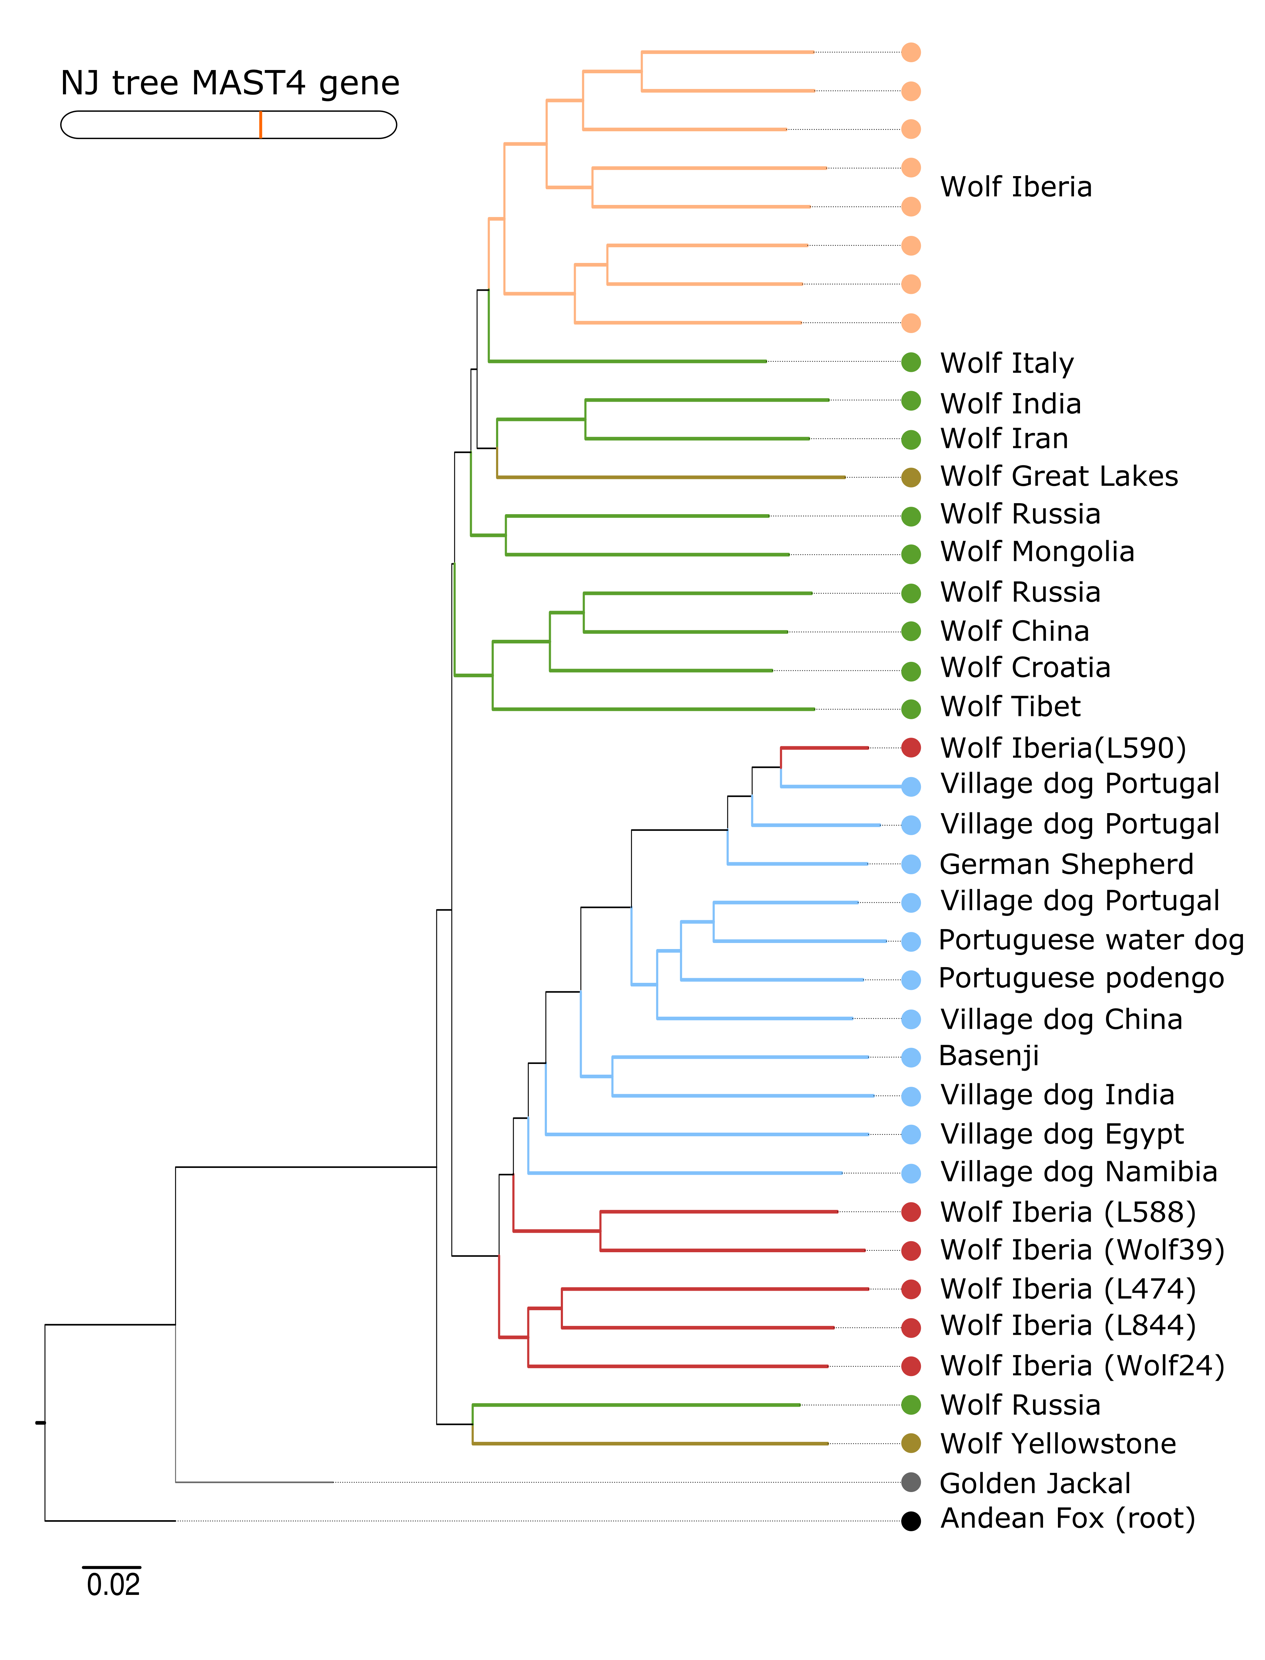 NJ tree MAST4 gene
Wolf Iberia
Wolf Italy
Wolf India
Wolf Iran
Wolf Great Lakes
Wolf Russia
Wolf Mongolia
Wolf Russia
Wolf China
Wolf Croatia
Wolf Tibet
Wolf Iberia(L590)
Village dog Portugal
Village dog Portugal
German Shepherd
Village dog Portugal
Portuguese water dog
Portuguese podengo
Village dog China
Basenji
Village dog India
Village dog Egypt
Village dog Namibia
Wolf Iberia (L588)
Wolf Iberia (Wolf39)
Wolf Iberia (L474)
Wolf Iberia (L844)
Wolf Iberia (Wolf24)
Wolf Russia
Wolf Yellowstone
Golden Jackal
Andean Fox (root)
0.02